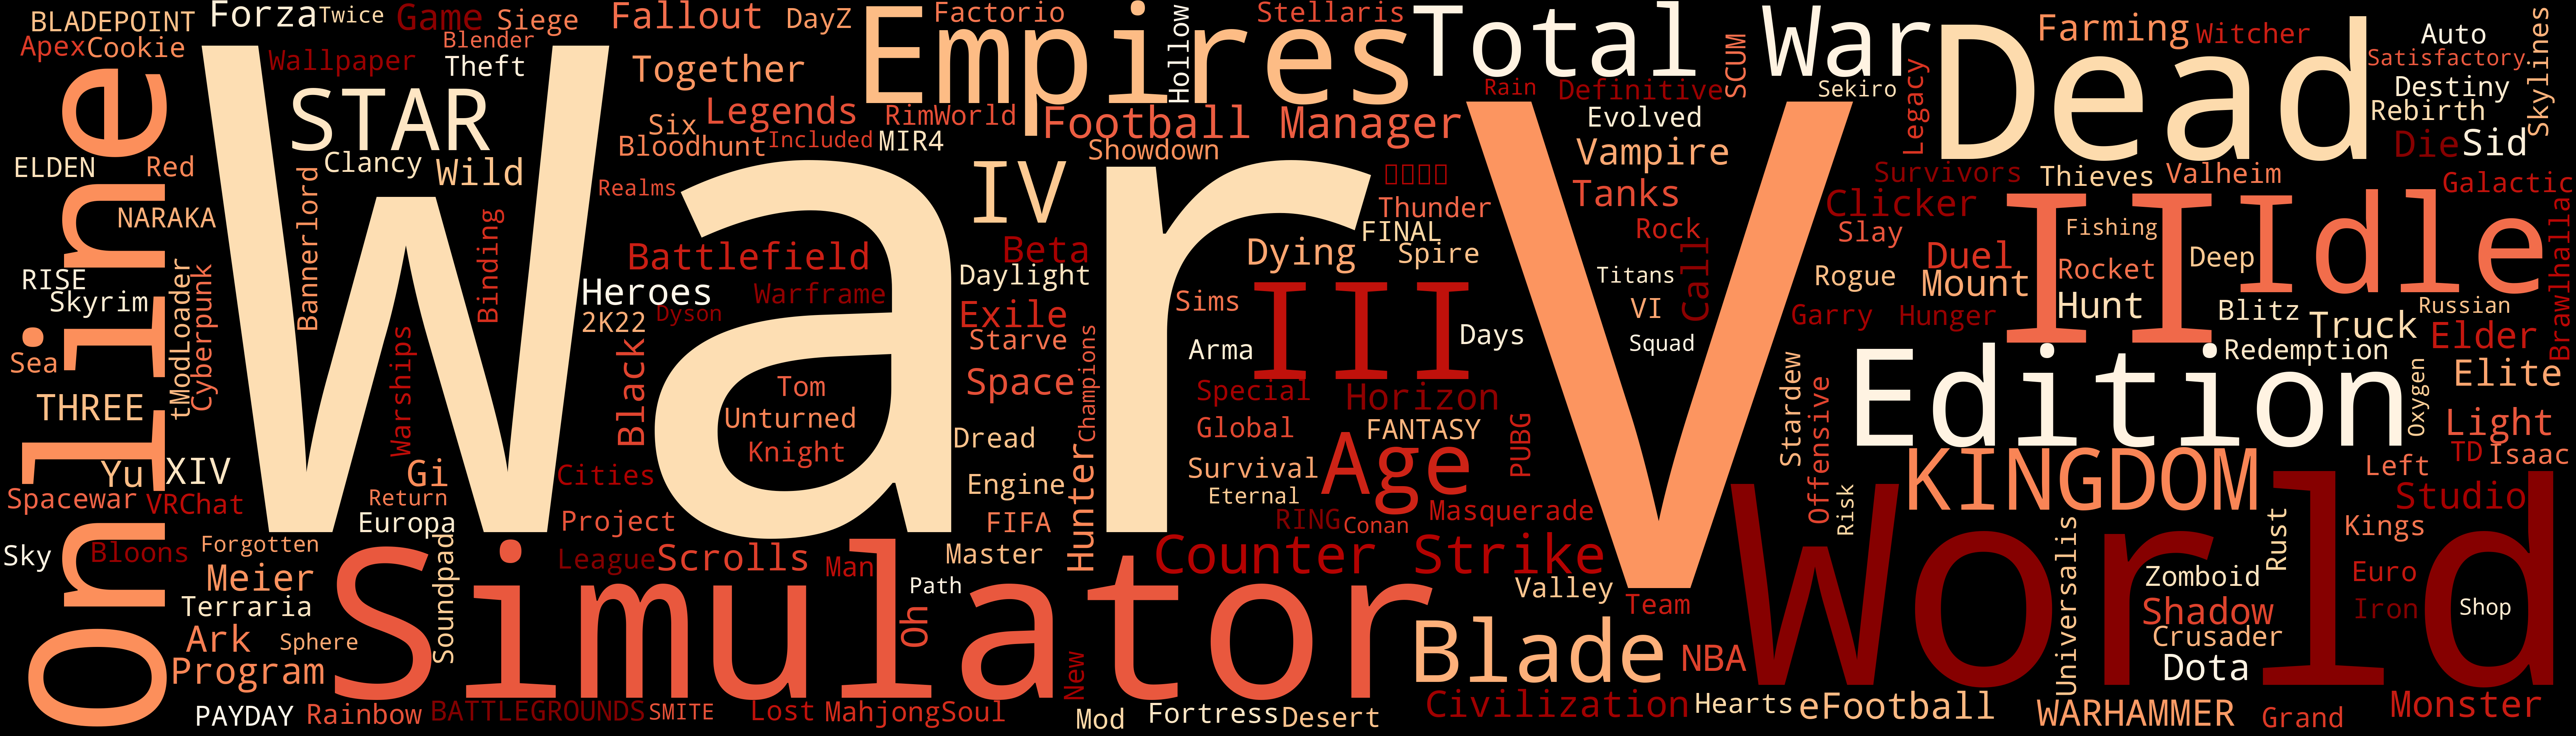 BLADEPOINT
Forza
Twice
Game
Siege
Fallout
DayZ
Factorio
Empires
Hollow
Stellaris
Total War
SCUM
Dead
Farming
Witcher
Auto
Skylines
Apex
Cookie
Wallpaper
Blender
Theft
Together
Rain
Definitive
Sekiro
Satisfactory
Destiny
Rebirth
Online
War
STAR
Legends
RimWorld
Six
Bloodhunt
Included
MIR4
Football Manager
Showdown
Evolved
Vampire
Legacy
Die
Sid
ELDEN
Red
Clancy
Wild
Bannerlord
Realms
IV
Thunder
Tanks
V
Survivors
Thieves
Valheim
Galactic
NARAKA
Binding
Battlefield
Beta
Dying
FINAL
Spire
Rock
Call
Clicker
Slay
II
Fishing
Idle
Brawlhalla
RISE
Skyrim
tModLoader
Cyberpunk
Heroes
Warframe
Daylight
Titans
Rogue
Duel
Mount
Rocket
Deep
2K22
Dyson
Exile
Sims
III
VI
Garry
Hunger
Hunt
Blitz
Russian
Sea
Warships
Black
Starve
Champions
Arma
Days
Squad
Truck
Elder
Redemption
THREE
Tom
Unturned
Knight
Space
Special
Horizon
Stardew
Offensive
Edition
Oxygen
Elite
Dread
Hunter
Global
FANTASY
Age
PUBG
Light
Yu
XIV
Gi
Cities
Engine
Survival
Eternal
KINGDOM
Left
TD
Isaac
Spacewar
VRChat
Return
Europa
Project
FIFA
RING
Conan
Masquerade
Risk
World
Studio
Kings
Sky
Bloons
Forgotten
Soundpad
Simulator
League
Scrolls
Man
Master
Counter Strike
Universalis
Rust
Meier
Terraria
Path
Valley
Team
Zomboid
Euro
Ark
Sphere
Oh
Blade
NBA
Shadow
Crusader
Iron
Shop
Program
New
Dota
PAYDAY
Rainbow
BATTLEGROUNDS
SMITE
Lost
MahjongSoul
Mod
Fortress
Desert
Civilization
Hearts
eFootball
WARHAMMER
Grand
Monster